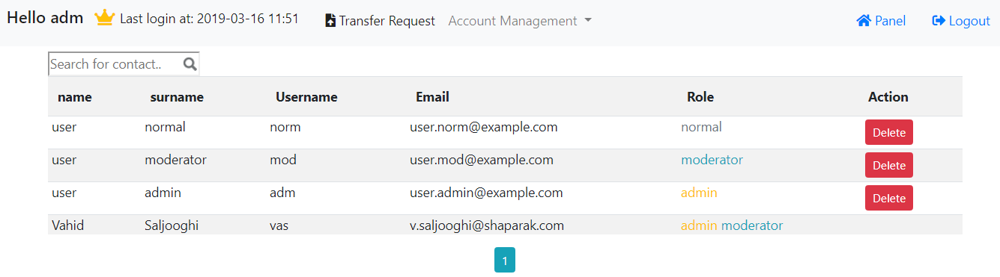 Hello adm Last login at: 2019-03-16 11:51 Transfer Request Account Management Panel Logout
Search for contact..
name surname Username Email Role Action
user normal norm user.norm@example.com normal Delete
user moderator mod user.mod@example.com moderator Delete
user admin adm user.admin@example.com admin Delete
Vahid Saljooghi vas v.saljooghi@shaparak.com admin moderator
1